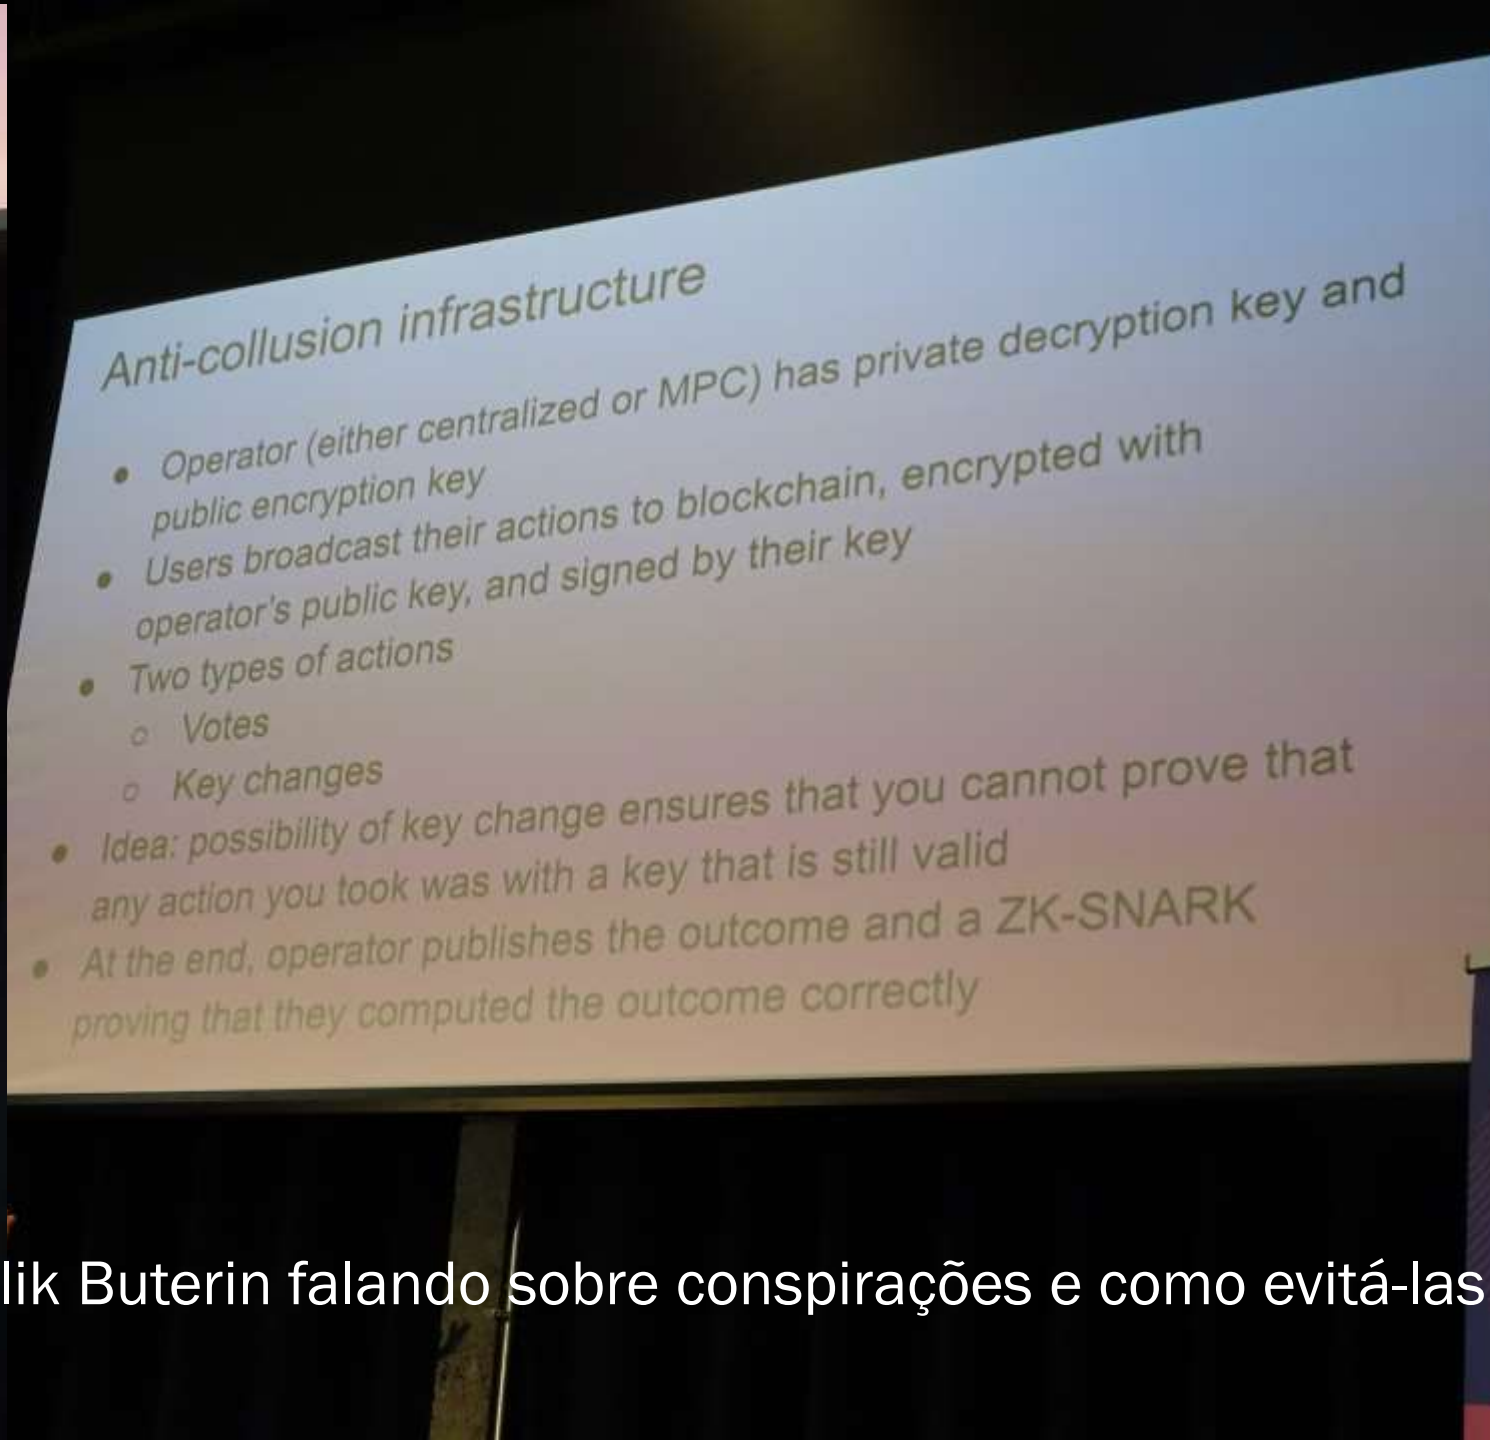 Anti-collusion infrastructure
● Operator (either centralized or MPC) has private decryption key and
public encryption key
● Users broadcast their actions to blockchain, encrypted with
operator's public key, and signed by their key
● Two types of actions
○ Votes
○ Key changes
● Idea: possibility of key change ensures that you cannot prove that
any action you took was with a key that is still valid
● At the end, operator publishes the outcome and a ZK-SNARK
proving that they computed the outcome correctly
lik Buterin falando sobre conspirações e como evitá-las